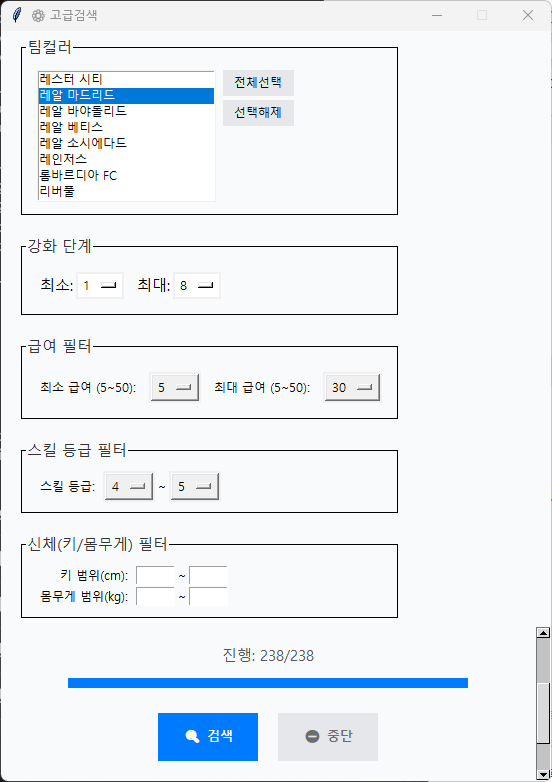 고급검색
팀컬러
레스터 시티
레알 마드리드
레알 바야돌리드
레알 베티스
레알 소시에다드
레인저스
롬바르디아 FC
리버풀
전체선택
선택해제
강화 단계
최소: 1 최대: 8
급여 필터
최소 급여 (5~50): 5 최대 급여 (5~50): 30
스킬 등급 필터
스킬 등급: 4 ~ 5
신체(키/몸무게) 필터
키 범위(cm): ~
몸무게 범위(kg): ~
진행: 238/238
검색 중단